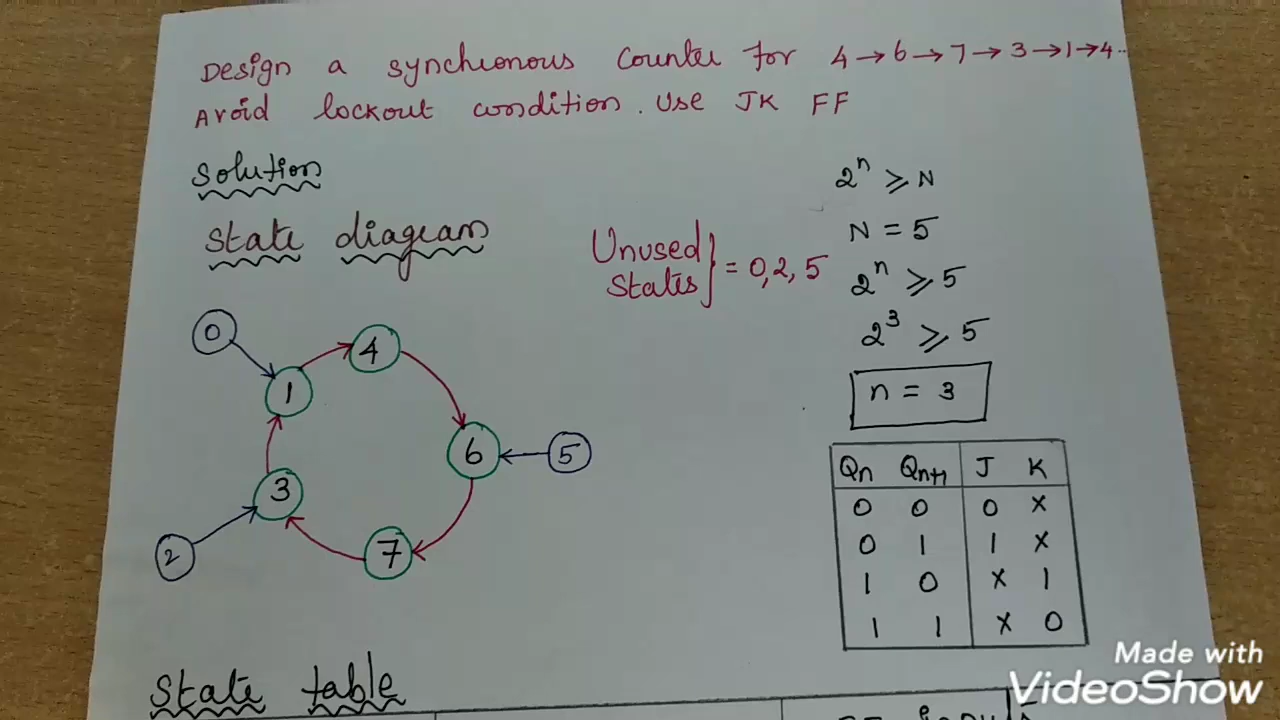 Design a synchronous counter for 4→6→7→3→1→4..
Avoid lockout condition. Use JK FF
Solution
State diagram
Unused States} = 0,2,5
2^n ≥ N
N = 5
2^n ≥ 5
2^3 ≥ 5
n = 3
0
1
4
6
5
3
2
7
Qn Qn+1 J K
0 0 0 x
0 1 1 x
1 0 x 1
1 1 x 0
State table
Made with
VideoShow